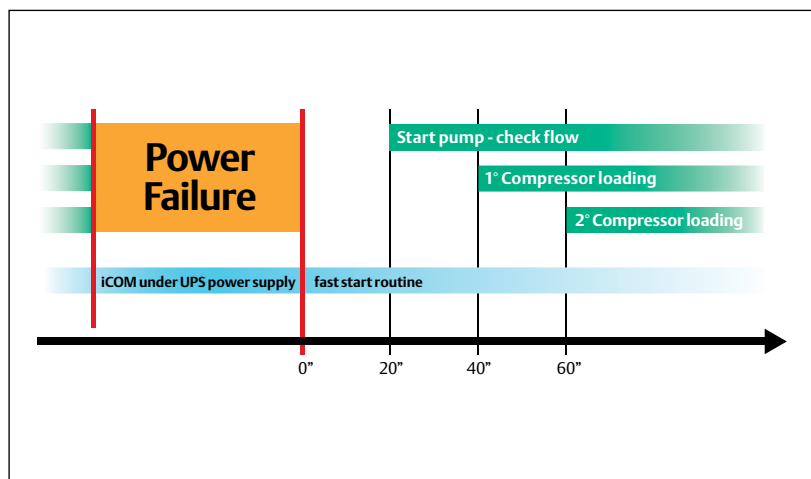 Power
Failure
Start pump - check flow
1° Compressor loading
2° Compressor loading
iCOM under UPS power supply
fast start routine
0”
20”
40”
60”